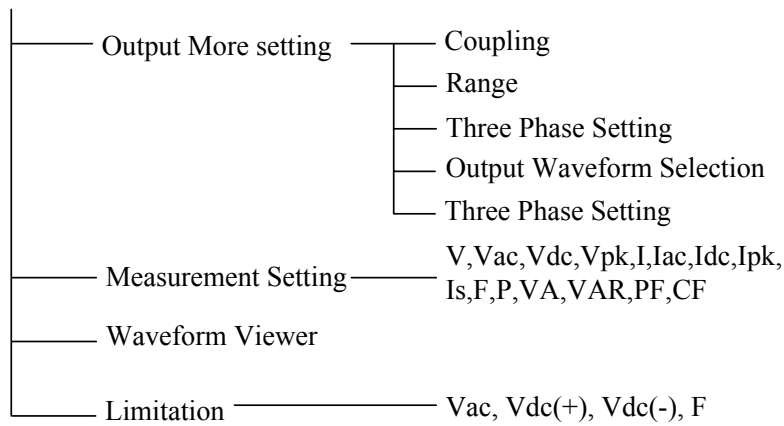 Output More setting
Coupling
Range
Three Phase Setting
Output Waveform Selection
Three Phase Setting
Measurement Setting
V,Vac,Vdc,Vpk,I,Iac,Idc,Ipk,
Is,F,P,VA,VAR,PF,CF
Waveform Viewer
Limitation
Vac, Vdc(+), Vdc(-), F